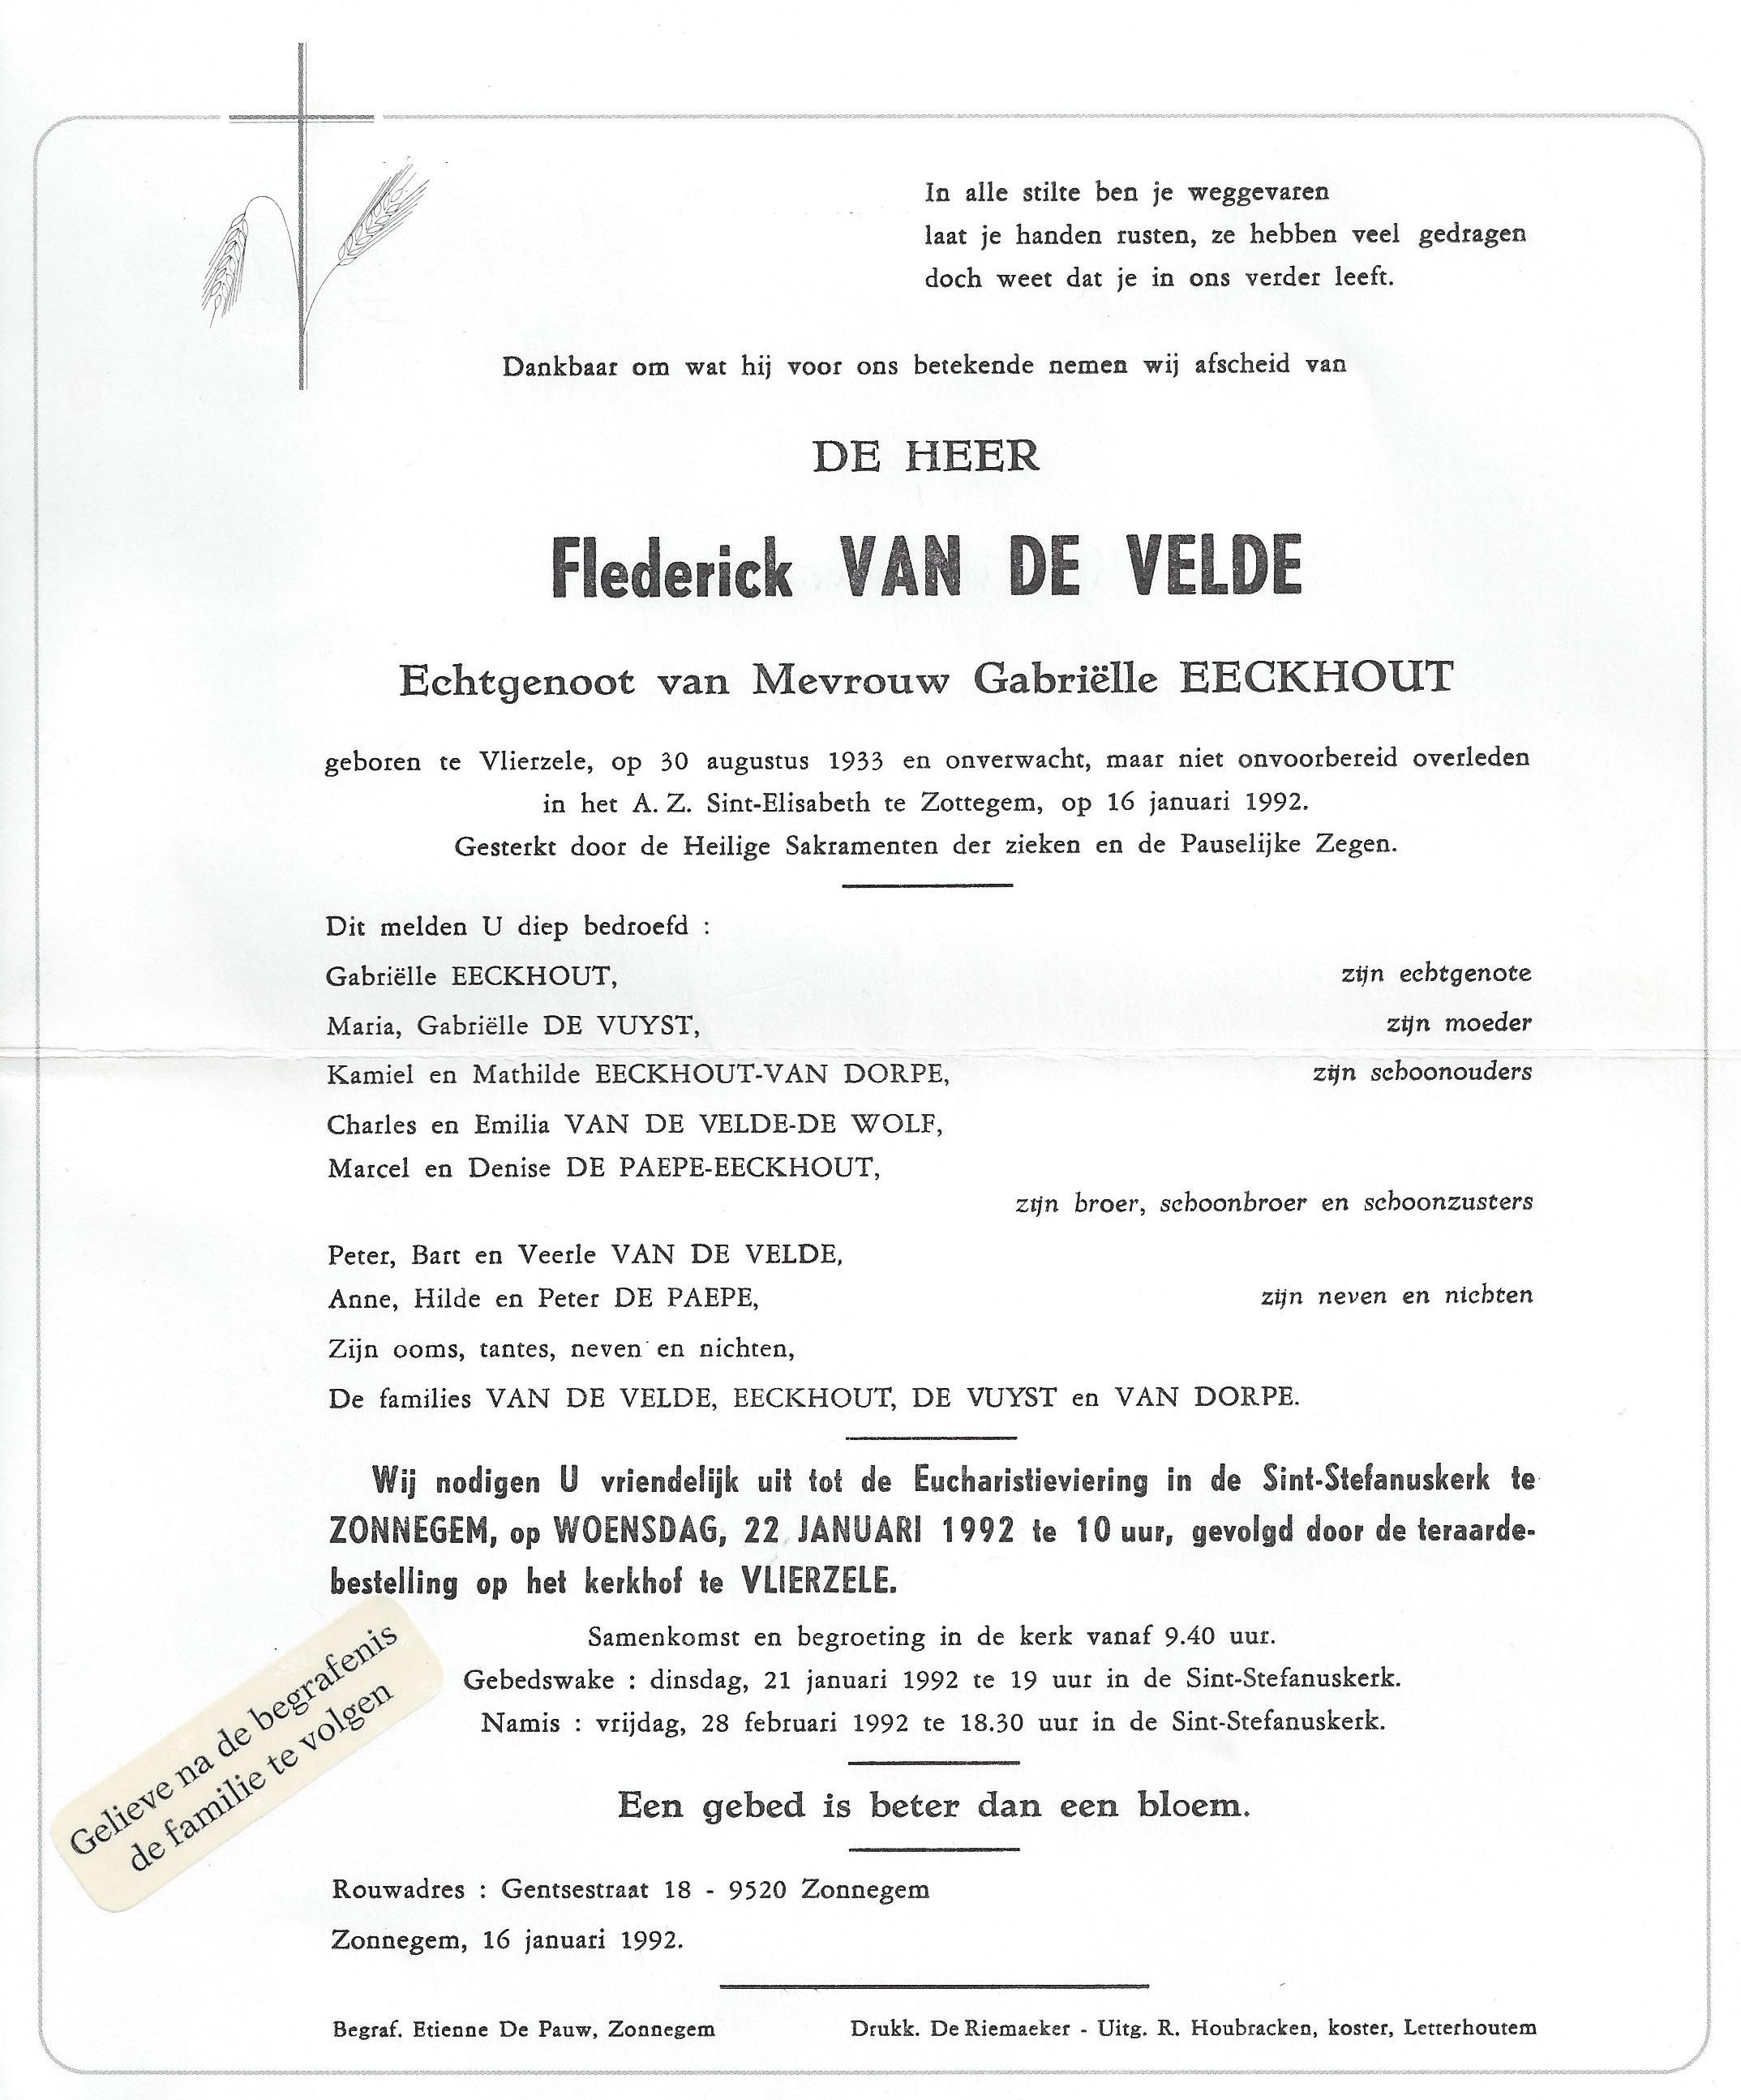 In alle stilte ben je weggevaren
laat je handen rusten, ze hebben veel gedragen
doch weet dat je in ons verder leeft.
Dankbaar om wat hij voor ons betekende nemen wij afscheid van
DE HEER
Flederick VAN DE VELDE
Echtgenoot van Mevrouw Gabriëlle EECKHOUT
geboren te Vlierzele, op 30 augustus 1933 en onverwacht, maar niet onvoorbereid overleden
in het A. Z. Sint-Elisabeth te Zottegem, op 16 januari 1992.
Gesterkt door de Heilige Sakramenten der zieken en de Pauselijke Zegen.
Dit melden U diep bedroefd :
Gabriëlle EECKHOUT, zijn echtgenote
Maria, Gabriëlle DE VUYST, zijn moeder
Kamiel en Mathilde EECKHOUT-VAN DORPE, zijn schoonouders
Charles en Emilia VAN DE VELDE-DE WOLF,
Marcel en Denise DE PAEPE-EECKHOUT,
zijn broer, schoonbroer en schoonzusters
Peter, Bart en Veerle VAN DE VELDE,
Anne, Hilde en Peter DE PAEPE, zijn neven en nichten
Zijn ooms, tantes, neven en nichten,
De families VAN DE VELDE, EECKHOUT, DE VUYST en VAN DORPE.
Wij nodigen U vriendelijk uit tot de Eucharistieviering in de Sint-Stefanuskerk te
ZONNEGEM, op WOENSDAG, 22 JANUARI 1992 te 10 uur, gevolgd door de teraarde-
bestelling op het kerkhof te VLIERZELE.
Samenkomst en begroeting in de kerk vanaf 9.40 uur.
Gebedswake : dinsdag, 21 januari 1992 te 19 uur in de Sint-Stefanuskerk.
Namis : vrijdag, 28 februari 1992 te 18.30 uur in de Sint-Stefanuskerk.
Gelieve na de begrafenis
de familie te volgen
Een gebed is beter dan een bloem.
Rouwadres : Gentsestraat 18 - 9520 Zonnegem
Zonnegem, 16 januari 1992.
Begraf. Etienne De Pauw, Zonnegem Drukk. De Riemaeker - Uitg. R. Houbracken, koster, Letterhoutem